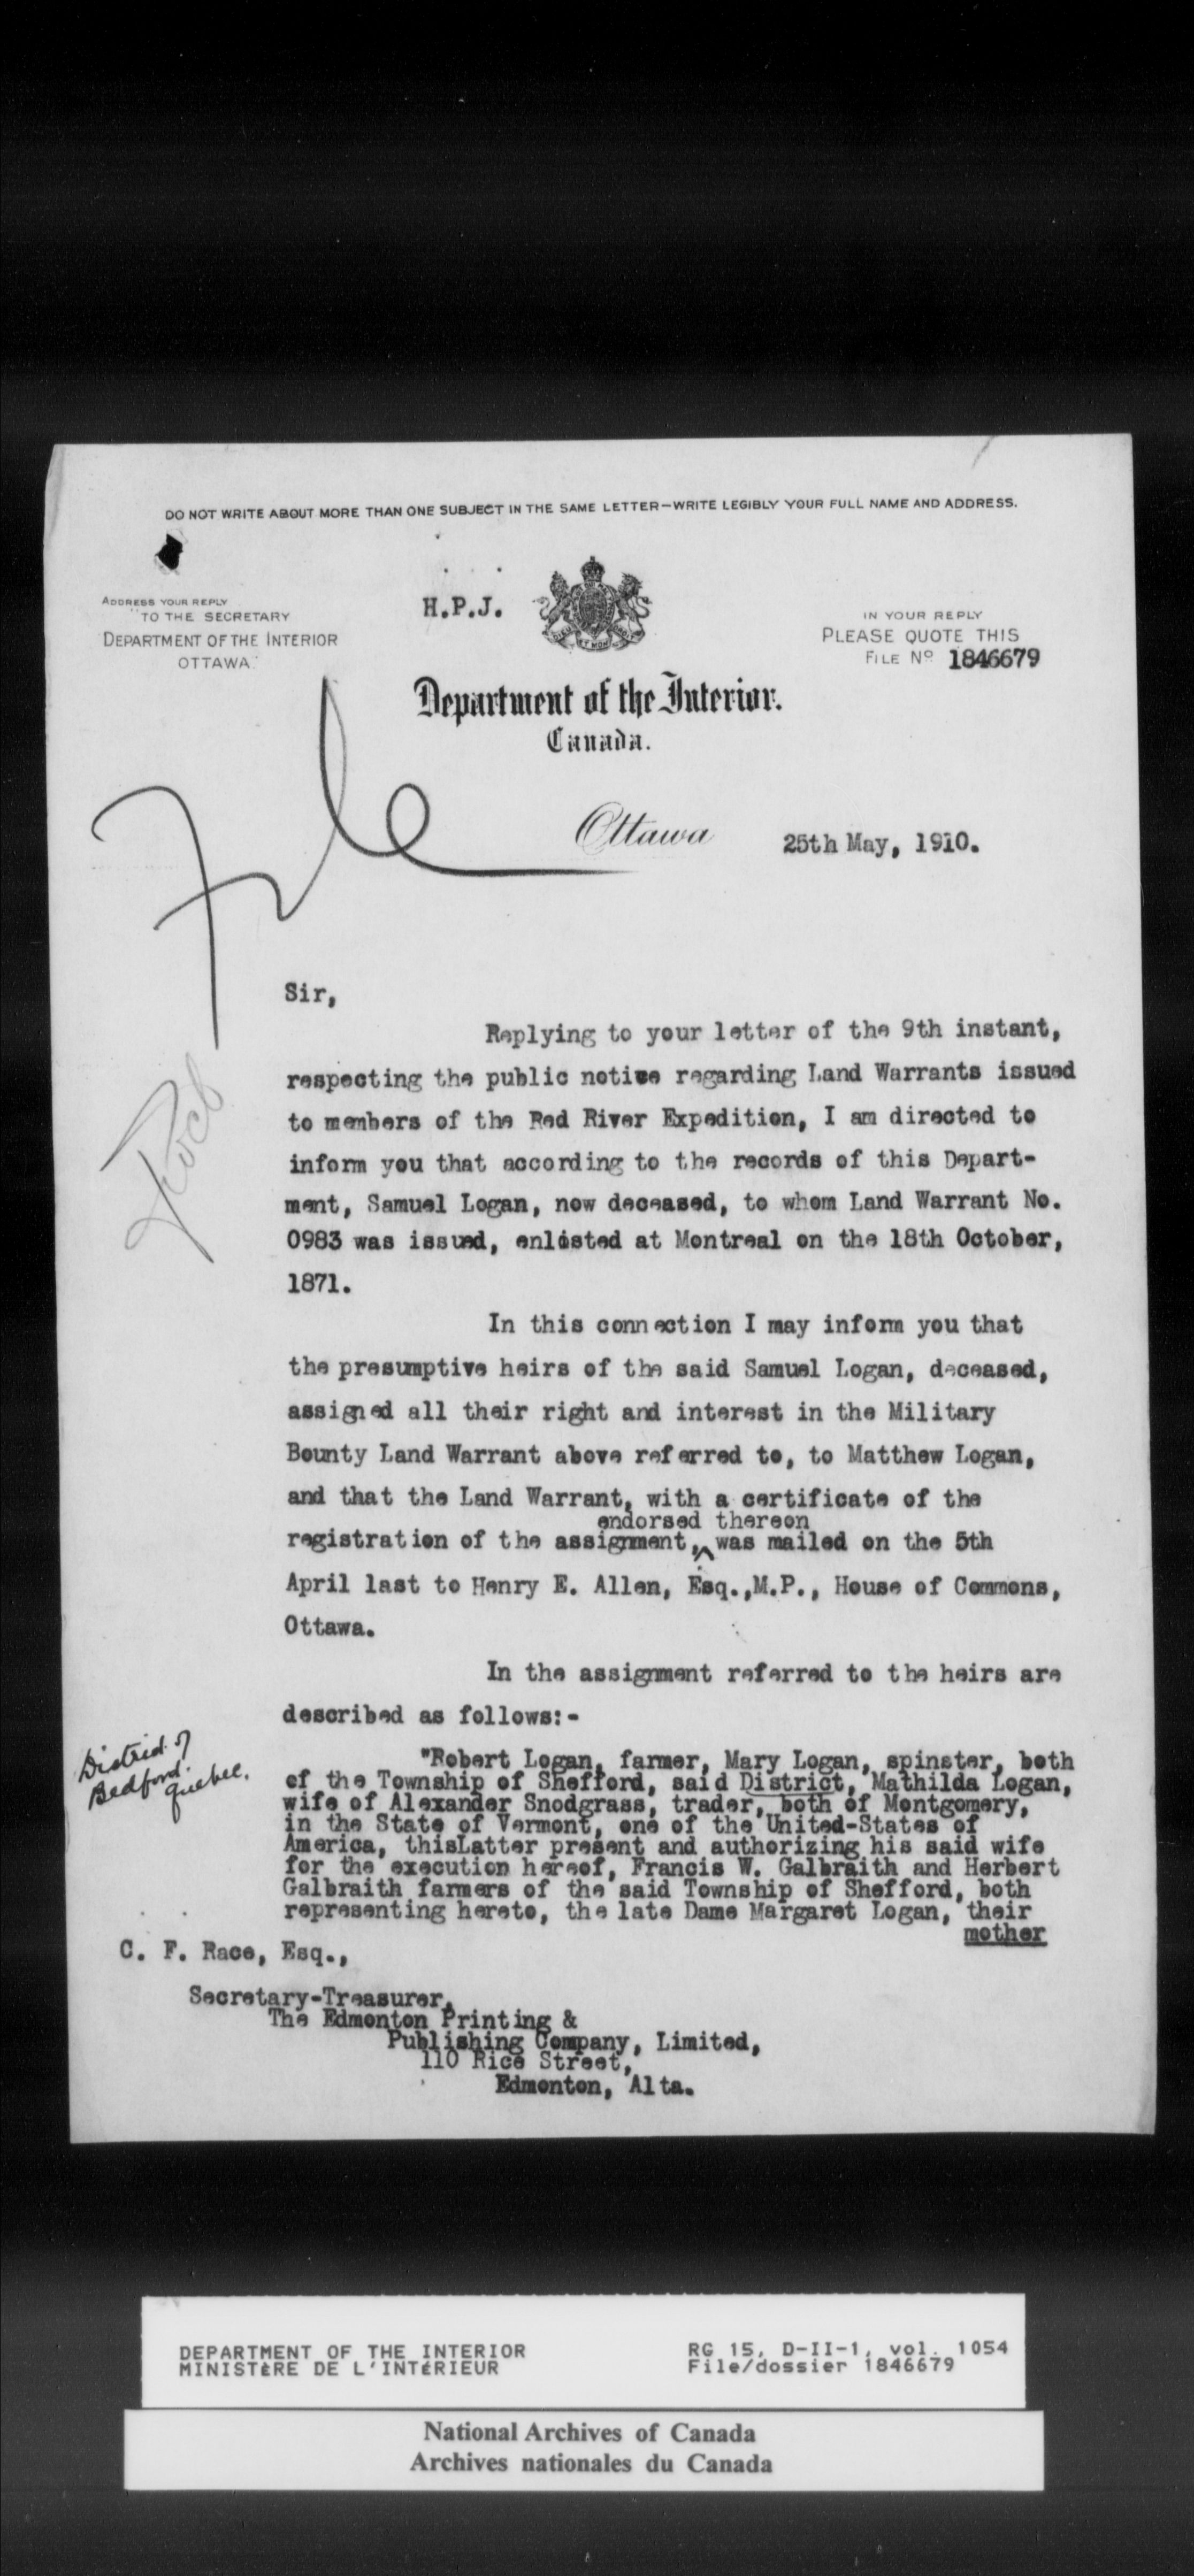 DO NOT WRITE ABOUT MORE THAN ONE SUBJECT IN THE SAME LETTER—WRITE LEGIBLY YOUR FULL NAME AND ADDRESS.
ADDRESS YOUR REPLY
TO THE SECRETARY
DEPARTMENT OF THE INTERIOR
OTTAWA.
H.P.J.
IN YOUR REPLY
PLEASE QUOTE THIS
FILE No 1846679
Department of the Interior.
Canada.
File
Ottawa 25th May, 1910.
Sir,
Replying to your letter of the 9th instant,
respecting the public notice regarding Land Warrants issued
to members of the Red River Expedition, I am directed to
inform you that according to the records of this Depart-
ment, Samuel Logan, now deceased, to whom Land Warrant No.
0983 was issued, enlisted at Montreal on the 18th October,
1871.
In this connection I may inform you that
the presumptive heirs of the said Samuel Logan, deceased,
assigned all their right and interest in the Military
Bounty Land Warrant above referred to, to Matthew Logan,
and that the Land Warrant, with a certificate of the
endorsed thereon
registration of the assignment, ^ was mailed on the 5th
April last to Henry E. Allen, Esq.,M.P., House of Commons,
Ottawa.
In the assignment referred to the heirs are
described as follows:-
District of
Bedford.
Quebec.
"Robert Logan, farmer, Mary Logan, spinster, both
of the Township of Shefford, said District, Mathilda Logan,
wife of Alexander Snodgrass, trader, both of Montgomery,
in the State of Vermont, one of the United-States of
America, thisLatter present and authorizing his said wife
for the execution hereof, Francis W. Galbraith and Herbert
Galbraith farmers of the said Township of Shefford, both
representing hereto, the late Dame Margaret Logan, their
mother
C. F. Race, Esq.,
Secretary-Treasurer,
The Edmonton Printing &
Publishing Company, Limited,
110 Rice Street,
Edmonton, Alta.
DEPARTMENT OF THE INTERIOR
MINISTÈRE DE L'INTÉRIEUR
RG 15, D-II-1, vol. 1054
File/dossier 1846679
National Archives of Canada
Archives nationales du Canada